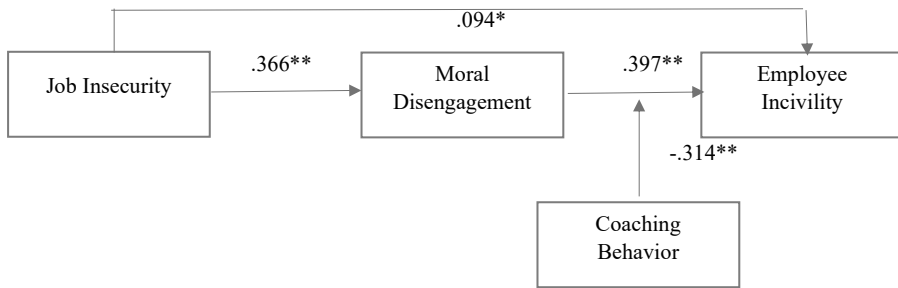 .094*
.366**
.397**
Job Insecurity
Moral
Disengagement
Employee
Incivility
-.314**
Coaching
Behavior